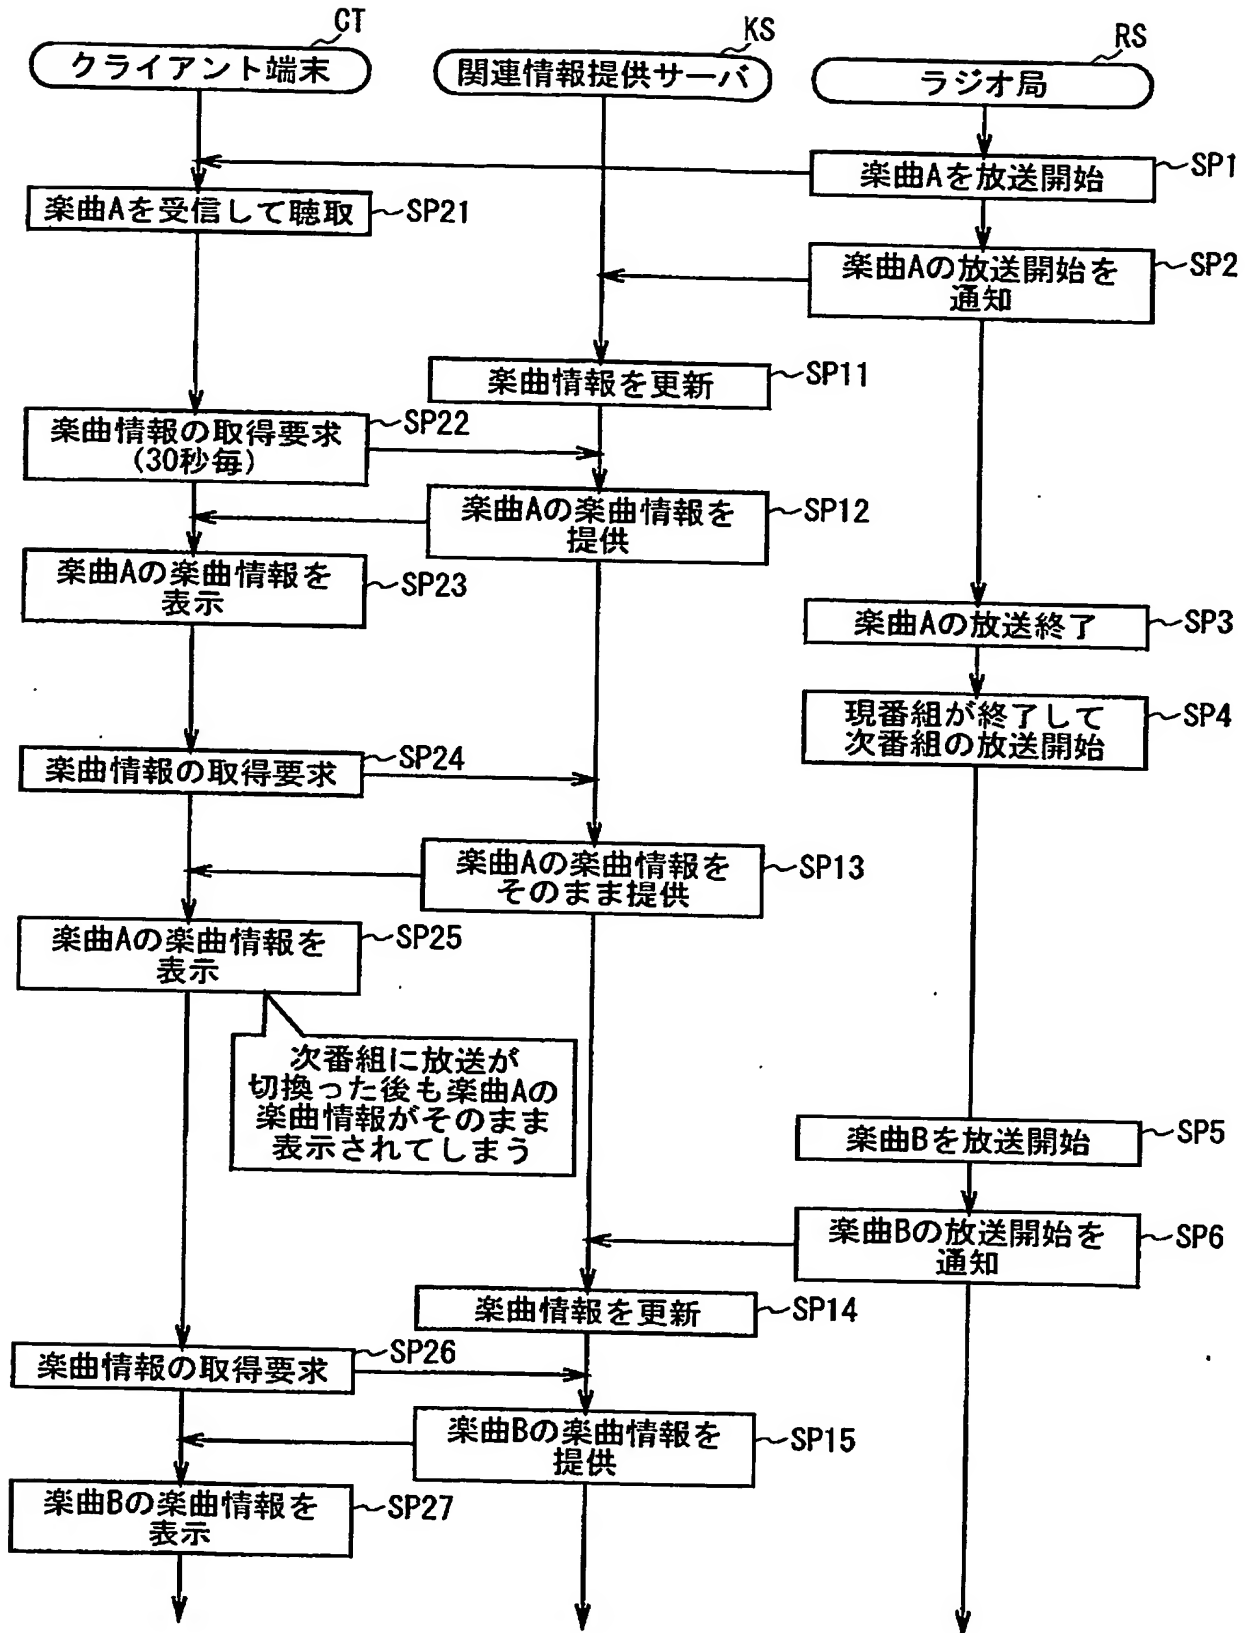 CT
クライアント端末
KS
関連情報提供サーバ
RS
ラジオ局
楽曲Aを放送開始
SP1
楽曲Aを受信して聴取
SP21
楽曲Aの放送開始を
通知
SP2
楽曲情報を更新
SP11
楽曲情報の取得要求
(30秒毎)
SP22
楽曲Aの楽曲情報を
提供
SP12
楽曲Aの楽曲情報を
表示
SP23
楽曲Aの放送終了
SP3
現番組が終了して
次番組の放送開始
SP4
楽曲情報の取得要求
SP24
楽曲Aの楽曲情報を
そのまま提供
SP13
楽曲Aの楽曲情報を
表示
SP25
次番組に放送が
切換った後も楽曲Aの
楽曲情報がそのまま
表示されてしまう
楽曲Bを放送開始
SP5
楽曲Bの放送開始を
通知
SP6
楽曲情報を更新
SP14
楽曲情報の取得要求
SP26
楽曲Bの楽曲情報を
提供
SP15
楽曲Bの楽曲情報を
表示
SP27